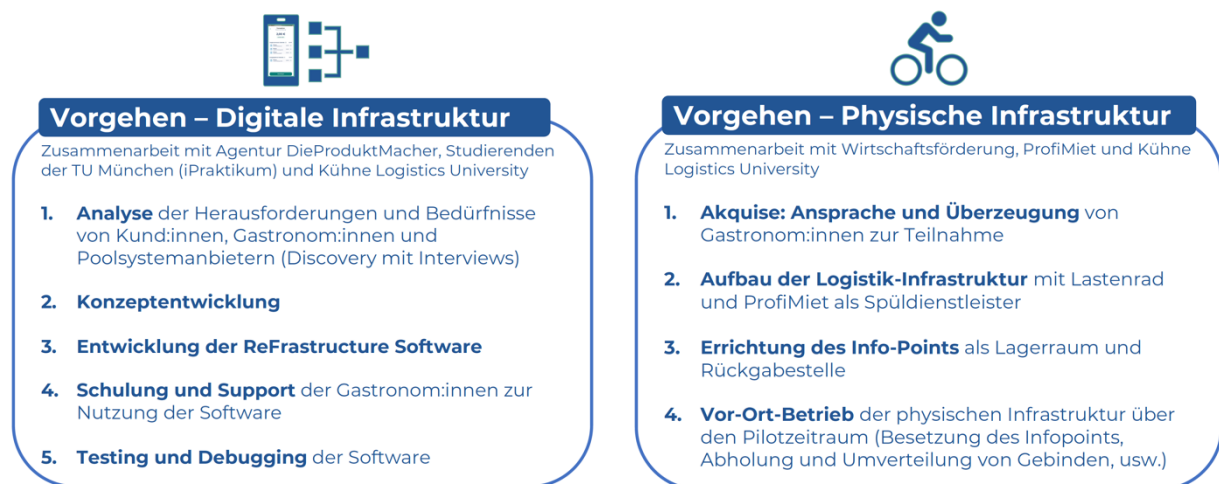 Vorgehen – Digitale Infrastruktur
Zusammenarbeit mit Agentur DieProduktMacher, Studierenden
der TU München (iPraktikum) und Kühne Logistics University
1. Analyse der Herausforderungen und Bedürfnisse
von Kund:innen, Gastronom:innen und
Poolsystemanbietern (Discovery mit Interviews)
2. Konzeptentwicklung
3. Entwicklung der ReFrastructure Software
4. Schulung und Support der Gastronom:innen zur
Nutzung der Software
5. Testing und Debugging der Software
Vorgehen – Physische Infrastruktur
Zusammenarbeit mit Wirtschaftsförderung, ProfiMiet und Kühne
Logistics University
1. Akquise: Ansprache und Überzeugung von
Gastronom:innen zur Teilnahme
2. Aufbau der Logistik-Infrastruktur mit Lastenrad
und ProfiMiet als Spüldienstleister
3. Errichtung des Info-Points als Lagerraum und
Rückgabestelle
4. Vor-Ort-Betrieb der physischen Infrastruktur über
den Pilotzeitraum (Besetzung des Infopoints,
Abholung und Umverteilung von Gebinden, usw.)